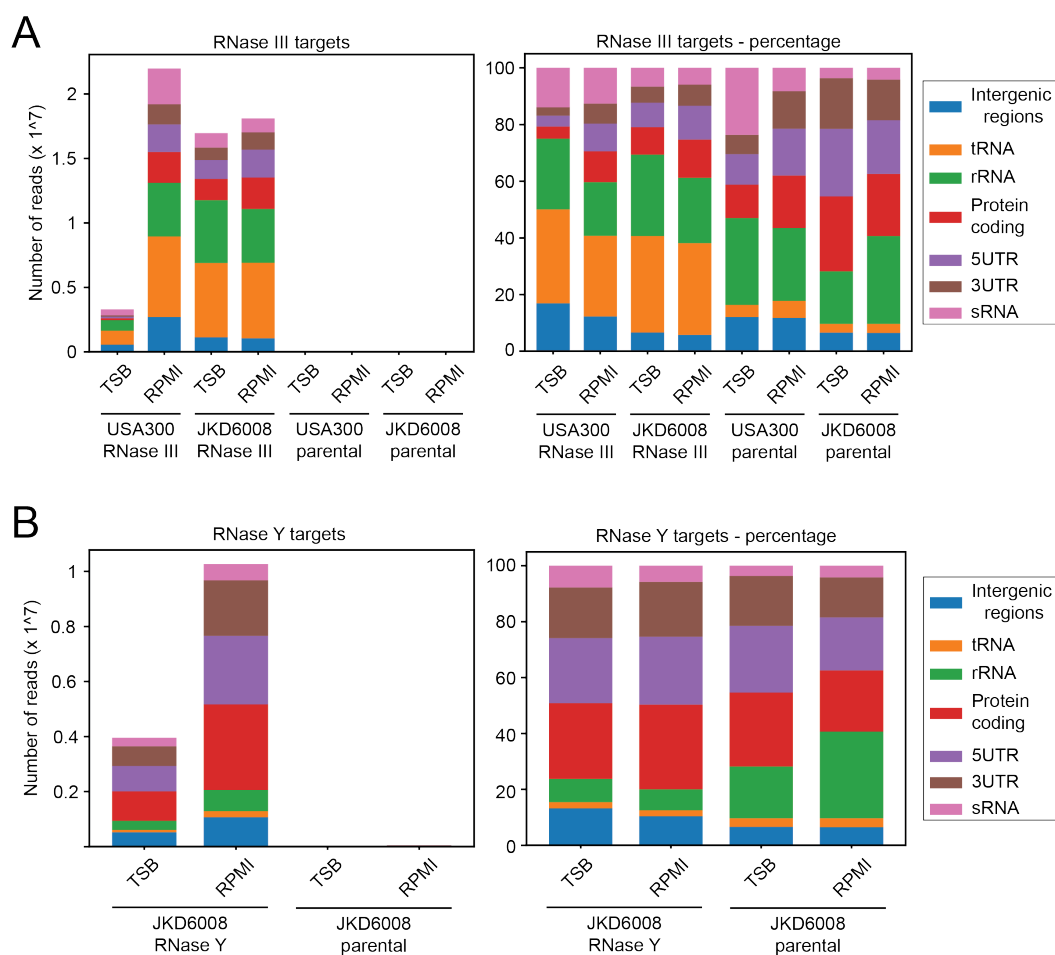 A
RNase III targets
Number of reads (x 1^7)
2
1.5
1
0.5
0
TSB
RPMI
TSB
RPMI
TSB
RPMI
TSB
RPMI
USA300
RNase III
JKD6008
RNase III
USA300
parental
JKD6008
parental
RNase III targets - percentage
100
80
60
40
20
0
TSB
RPMI
TSB
RPMI
TSB
RPMI
TSB
RPMI
USA300
RNase III
JKD6008
RNase III
USA300
parental
JKD6008
parental
Intergenic
regions
tRNA
rRNA
Protein
coding
5UTR
3UTR
sRNA
B
RNase Y targets
Number of reads (x 1^7)
1
0.8
0.6
0.4
0.2
TSB
RPMI
TSB
RPMI
JKD6008
RNase Y
JKD6008
parental
RNase Y targets - percentage
100
80
60
40
20
0
TSB
RPMI
TSB
RPMI
JKD6008
RNase Y
JKD6008
parental
Intergenic
regions
tRNA
rRNA
Protein
coding
5UTR
3UTR
sRNA